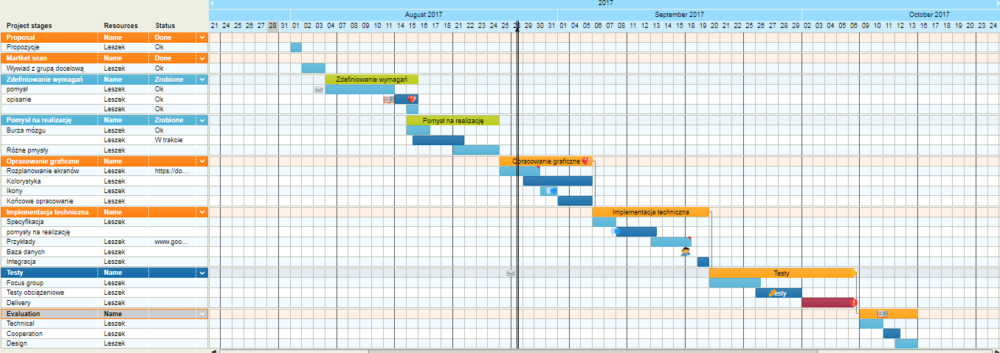 2017
August 2017 September 2017 October 2017
Project stages Resources Status 21 24 25 26 27 28 31 01 02 03 04 07 08 09 10 11 14 15 16 17 18 21 22 23 24 25 28 29 30 31 01 04 05 06 07 08 11 12 13 14 15 18 19 20 21 22 25 26 27 28 29 02 03 04 05 06 09 10 11 12 13 16 17 18 19 20 23 24
Proposal Name Done
Propozycje Leszek Ok
Martket scan Name Done
Wywiad z grupą docelową Leszek Ok
Zdefiniowanie wymagań Name Zrobione Zdefiniowanie wymagań
pomysł Leszek Ok
opisanie Leszek Ok
Leszek Ok
Pomysł na realizację Name Zrobione Pomysł na realizację
Burza mózgu Leszek Ok
Leszek W trakcie
Różne pmysły Leszek
Opracowanie graficzne Name Opracowanie graficzne
Rozplanowanie ekranów Leszek https://do...
Kolorystyka Leszek
Ikony Leszek
Końcowe opracowanie Leszek
Implementacja techniczna Name Implementacja techniczna
Specyfikacja Leszek
pomysły na realizację
Przykłady Leszek www.goo...
Baza danych Leszek
Integracja Leszek
Testy Name Testy
Focus group Leszek
Testy obciążeniowe Leszek Testy
Delivery Leszek
Evaluation Name
Technical Leszek
Cooperation Leszek
Design Leszek